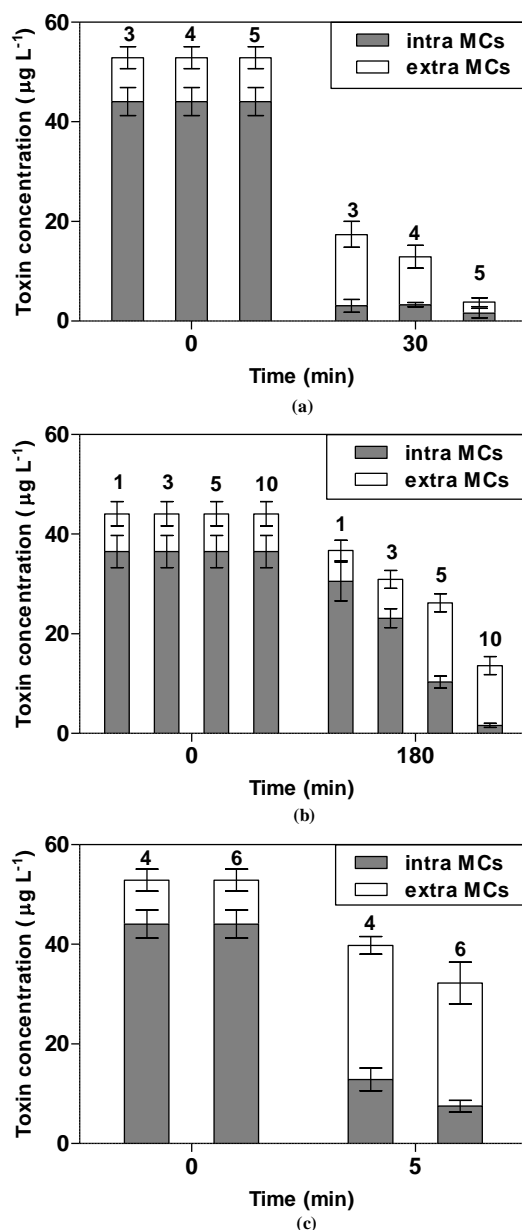 60
40
20
0
Toxin concentration ( µg L⁻¹)
3 4 5
3
4
5
intra MCs
extra MCs
0 30
Time (min)
(a)
60
40
20
0
Toxin concentration ( µg L⁻¹)
1 3 5 10
1
3
5
10
intra MCs
extra MCs
0 180
Time (min)
(b)
60
40
20
0
Toxin concentration ( µg L⁻¹)
4 6
4
6
intra MCs
extra MCs
0 5
Time (min)
(c)